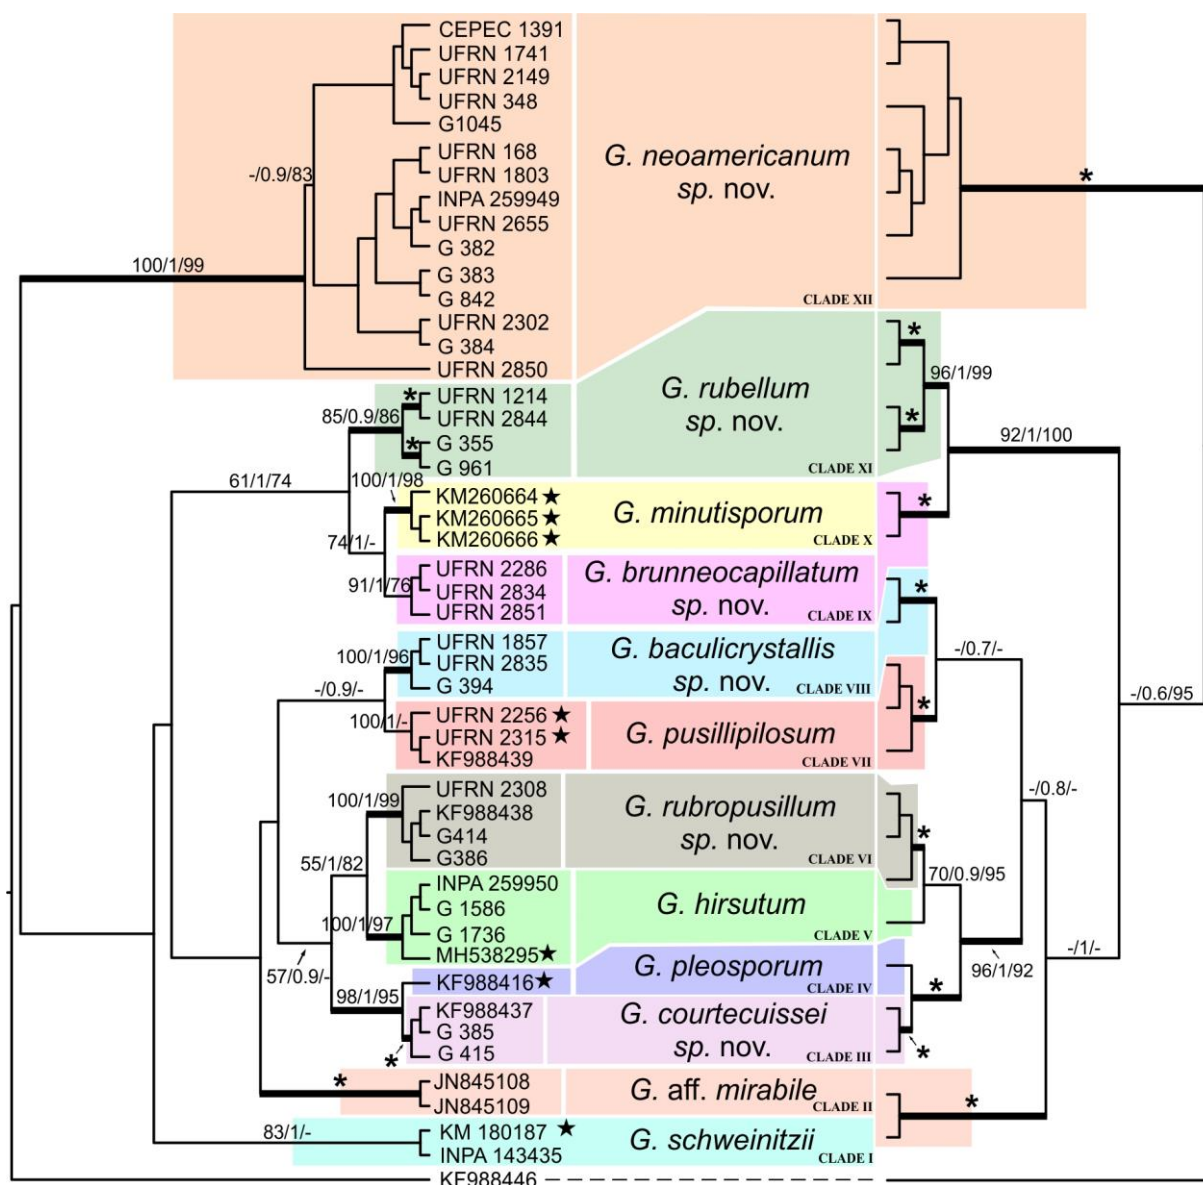 CEPEC 1391
UFRN 1741
UFRN 2149
UFRN 348
G1045
UFRN 168
UFRN 1803
INPA 259949
UFRN 2655
G 382
G 383
G 842
UFRN 2302
G 384
UFRN 2850
-/0.9/83
100/1/99
G. neoamericanum
sp. nov.
CLADE XII
*
UFRN 1214
UFRN 2844
G 355
G 961
*
*
85/0.9/86
G. rubellum
sp. nov.
CLADE XI
*
*
96/1/99
92/1/100
61/1/74
100/1/98
KM260664 ★
KM260665 ★
KM260666 ★
G. minutisporum
CLADE X
*
74/1/-
91/1/76
UFRN 2286
UFRN 2834
UFRN 2851
G. brunneocapillatum
sp. nov.
CLADE IX
*
UFRN 1857
UFRN 2835
G 394
100/1/96
-/0.9/-
G. baculicrystallis
sp. nov.
CLADE VIII
-/0.7/-
-/0.6/95
100/1/-
UFRN 2256 ★
UFRN 2315 ★
KF988439
G. pusillipilosum
CLADE VII
*
UFRN 2308
KF988438
G414
G386
100/1/99
55/1/82
G. rubropusillum
sp. nov.
CLADE VI
*
-/0.8/-
70/0.9/95
INPA 259950
G 1586
G 1736
MH538295 ★
100/1/97
57/0.9/-
G. hirsutum
CLADE V
96/1/92
-/1/-
98/1/95
KF988416 ★
G. pleosporum
CLADE IV
*
KF988437
G 385
G 415
*
G. courtecuissei
sp. nov.
CLADE III
*
*
JN845108
JN845109
G. aff. mirabile
CLADE II
*
83/1/-
KM 180187 ★
INPA 143435
G. schweinitzii
CLADE I
KF988446